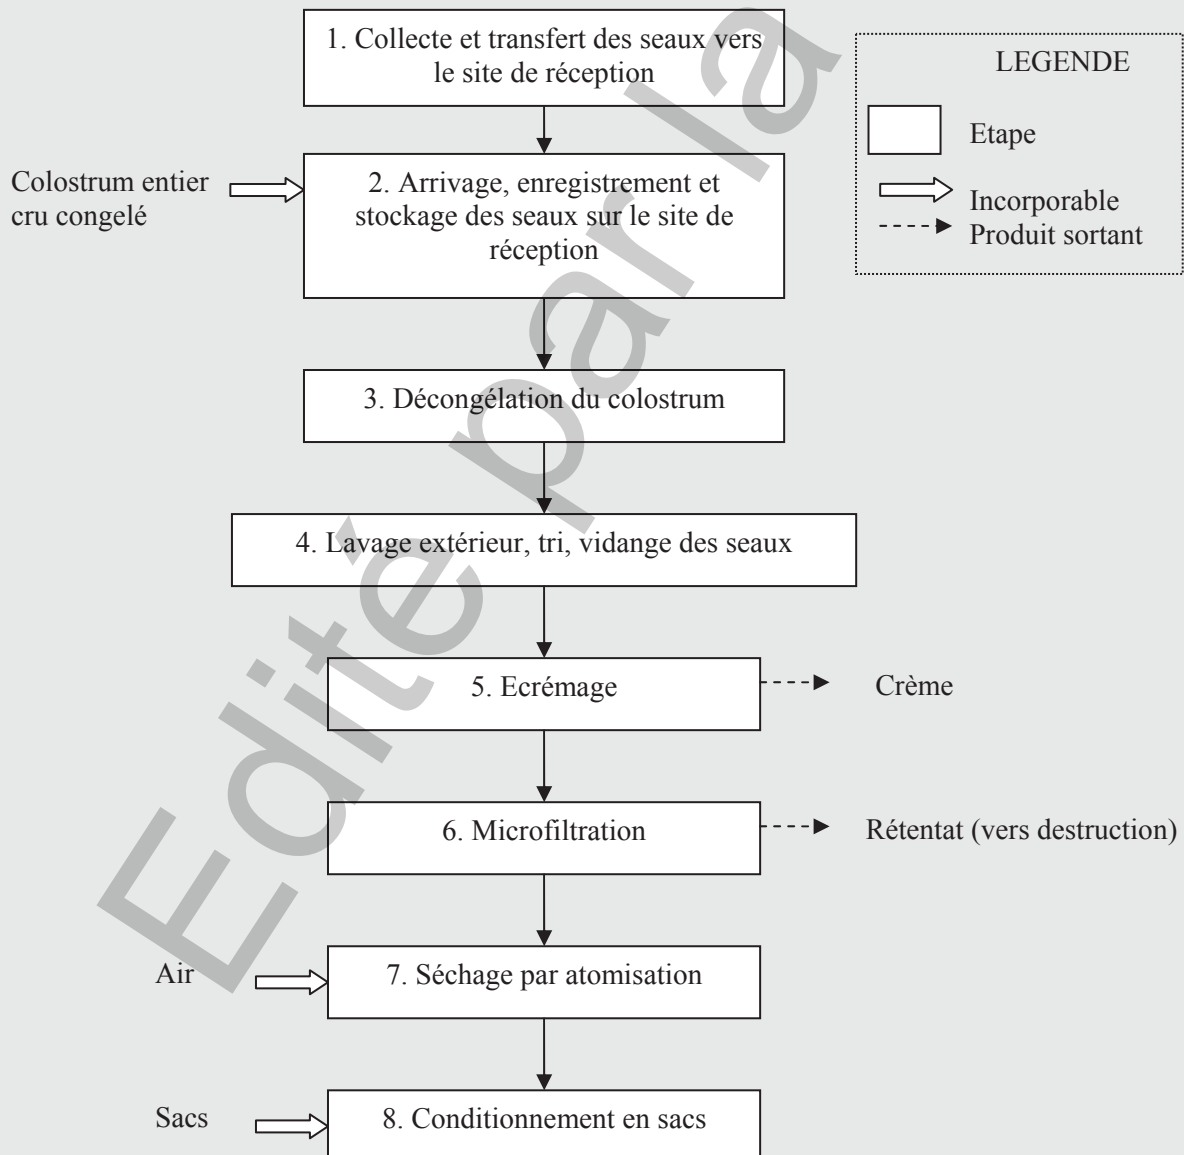 1. Collecte et transfert des seaux vers
le site de réception
LEGENDE
Etape
Incorporable
Produit sortant
Colostrum entier
cru congelé
2. Arrivage, enregistrement et
stockage des seaux sur le site de
réception
3. Décongélation du colostrum
4. Lavage extérieur, tri, vidange des seaux
5. Ecrémage
Crème
6. Microfiltration
Rétentat (vers destruction)
Air
7. Séchage par atomisation
Sacs
8. Conditionnement en sacs
Edité par la